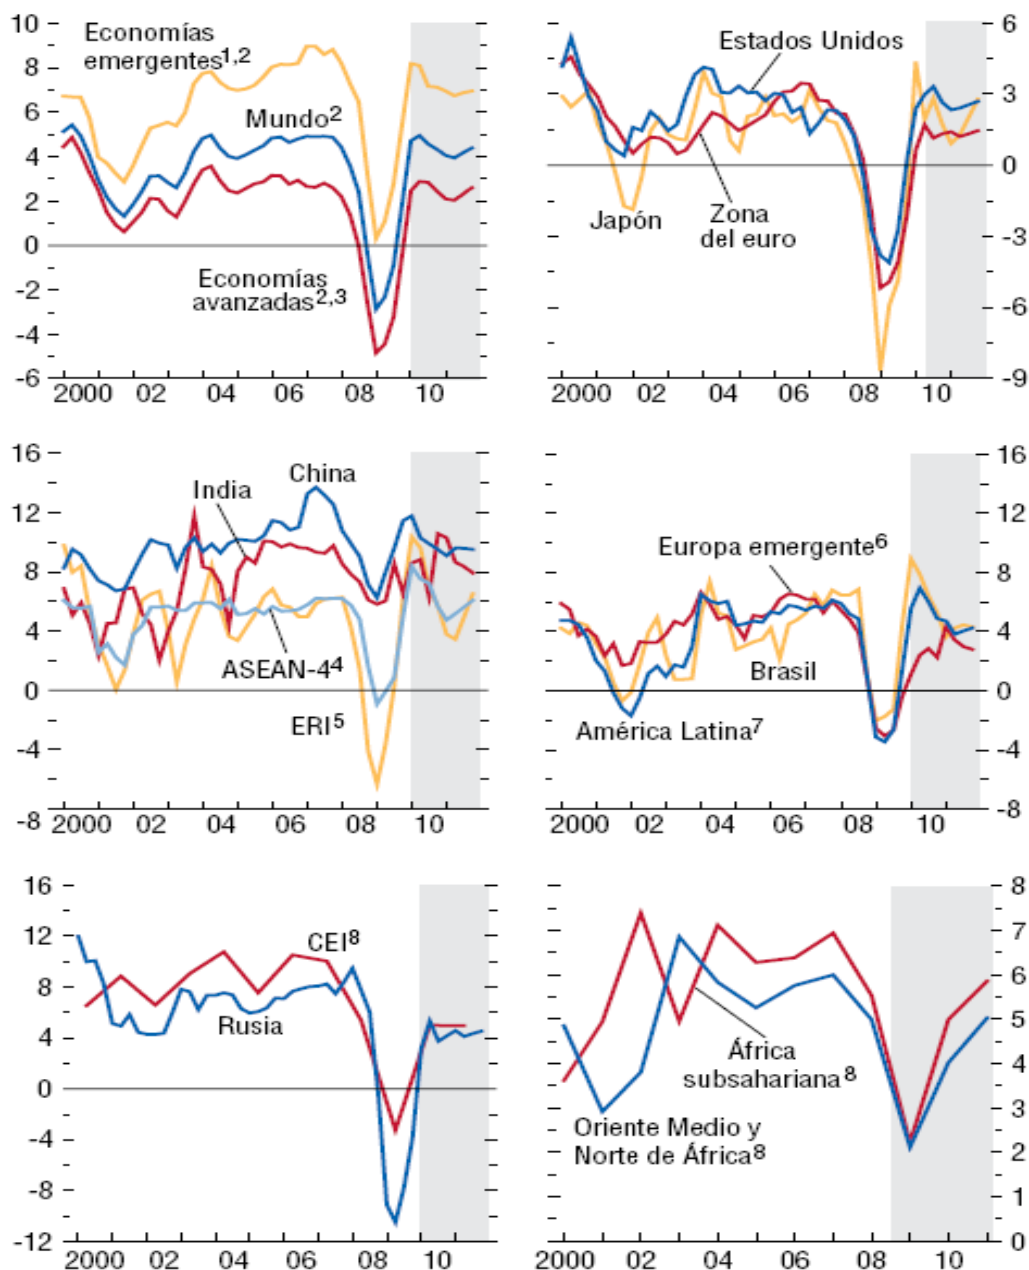 10
8
6
4
2
0
-2
-4
-6
Economías
emergentes1,2
Mundo2
Economías
avanzadas2,3
2000 02 04 06 08 10
6
3
0
-3
-6
-9
Estados Unidos
Japón
Zona
del euro
2000 02 04 06 08 10
16
12
8
4
0
-4
-8
China
India
ASEAN-44
ERI5
2000 02 04 06 08 10
16
12
8
4
0
-4
-8
Europa emergente6
Brasil
América Latina7
2000 02 04 06 08 10
16
12
8
4
0
-4
-8
-12
CEI8
Rusia
2000 02 04 06 08 10
8
7
6
5
4
3
2
1
0
África
subsahariana8
Oriente Medio y
Norte de África8
2000 02 04 06 08 10